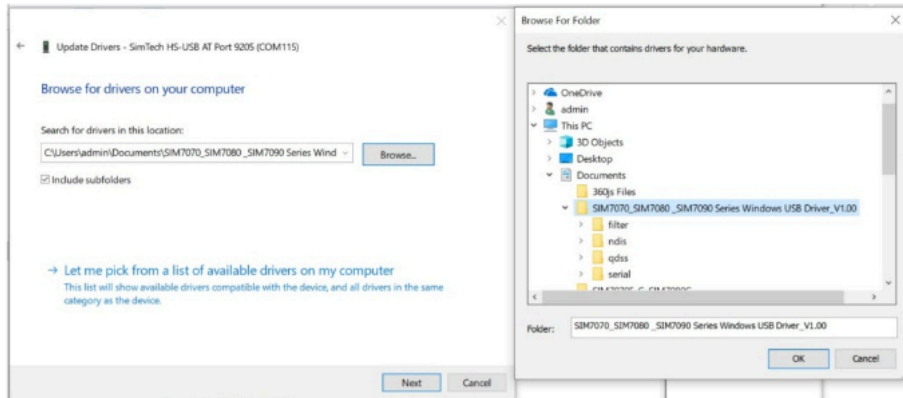 Update Drivers - SimTech HS-USB AT Port 9205 (COM115)
Browse for drivers on your computer
Search for drivers in this location:
C:\Users\admin\Documents\SIM7070_SIM7080 _SIM7090 Series Wind
Browse...
Include subfolders
Let me pick from a list of available drivers on my computer
This list will show available drivers compatible with the device, and all drivers in the same
category as the device.
Next
Cancel
Browse For Folder
Select the folder that contains drivers for your hardware.
OneDrive
admin
This PC
3D Objects
Desktop
Documents
360js Files
SIM7070_SIM7080 _SIM7090 Series Windows USB Driver_V1.00
filter
ndis
qdss
serial
Folder:
SIM7070_SIM7080 _SIM7090 Series Windows USB Driver_V1.00
OK
Cancel